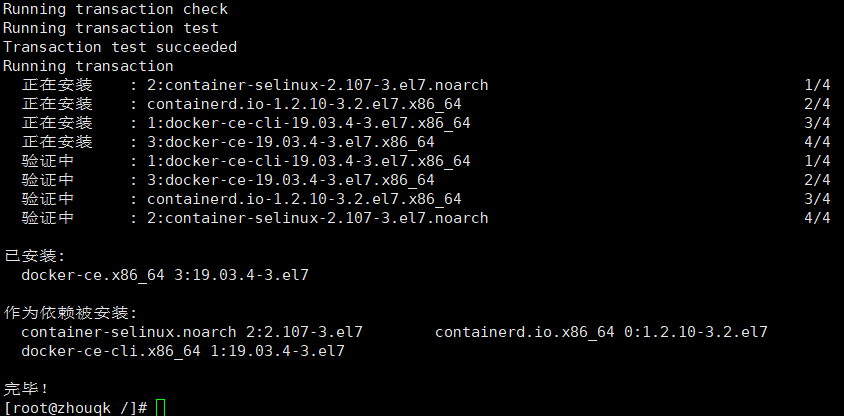 Running transaction check
Running transaction test
Transaction test succeeded
Running transaction
  正在安装    : 2:container-selinux-2.107-3.el7.noarch                                   1/4
  正在安装    : containerd.io-1.2.10-3.2.el7.x86_64                                      2/4
  正在安装    : 1:docker-ce-cli-19.03.4-3.el7.x86_64                                     3/4
  正在安装    : 3:docker-ce-19.03.4-3.el7.x86_64                                         4/4
  验证中      : 1:docker-ce-cli-19.03.4-3.el7.x86_64                                     1/4
  验证中      : 3:docker-ce-19.03.4-3.el7.x86_64                                         2/4
  验证中      : containerd.io-1.2.10-3.2.el7.x86_64                                      3/4
  验证中      : 2:container-selinux-2.107-3.el7.noarch                                   4/4

已安装:
  docker-ce.x86_64 3:19.03.4-3.el7

作为依赖被安装:
  container-selinux.noarch 2:2.107-3.el7        containerd.io.x86_64 0:1.2.10-3.2.el7
  docker-ce-cli.x86_64 1:19.03.4-3.el7

完毕！
[root@zhouqk /]#